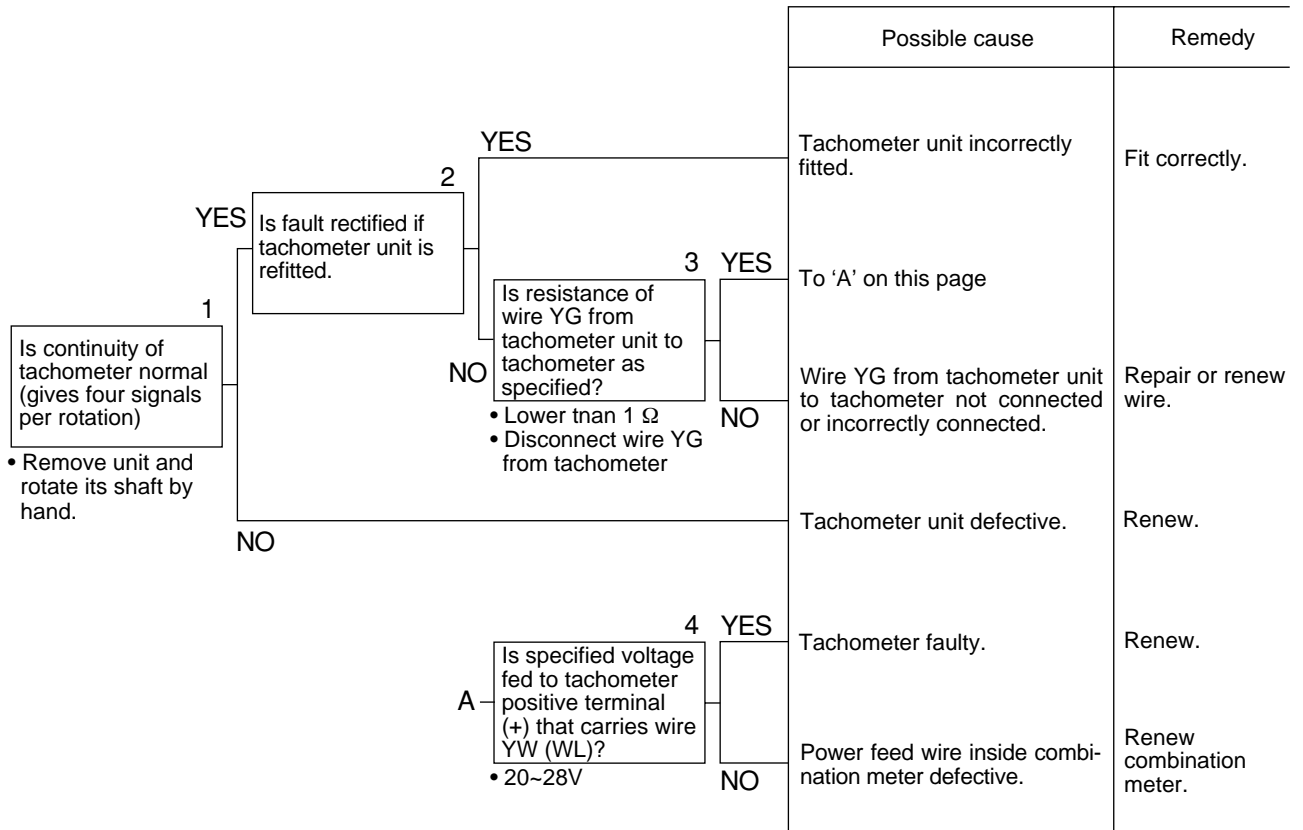 Possible cause
Remedy
YES
Tachometer unit incorrectly
fitted.
Fit correctly.
2
YES
Is fault rectified if
tachometer unit is
refitted.
3
YES
To ‘A’ on this page
1
Is resistance of
wire YG from
tachometer unit to
tachometer as
specified?
Is continuity of
tachometer normal
(gives four signals
per rotation)
NO
• Lower tnan 1 Ω
• Disconnect wire YG
from tachometer
NO
Wire YG from tachometer unit
to tachometer not connected
or incorrectly connected.
Repair or renew
wire.
• Remove unit and
rotate its shaft by
hand.
NO
Tachometer unit defective.
Renew.
4
YES
Tachometer faulty.
Renew.
A
Is specified voltage
fed to tachometer
positive terminal
(+) that carries wire
YW (WL)?
• 20~28V
NO
Power feed wire inside combi-
nation meter defective.
Renew
combination
meter.